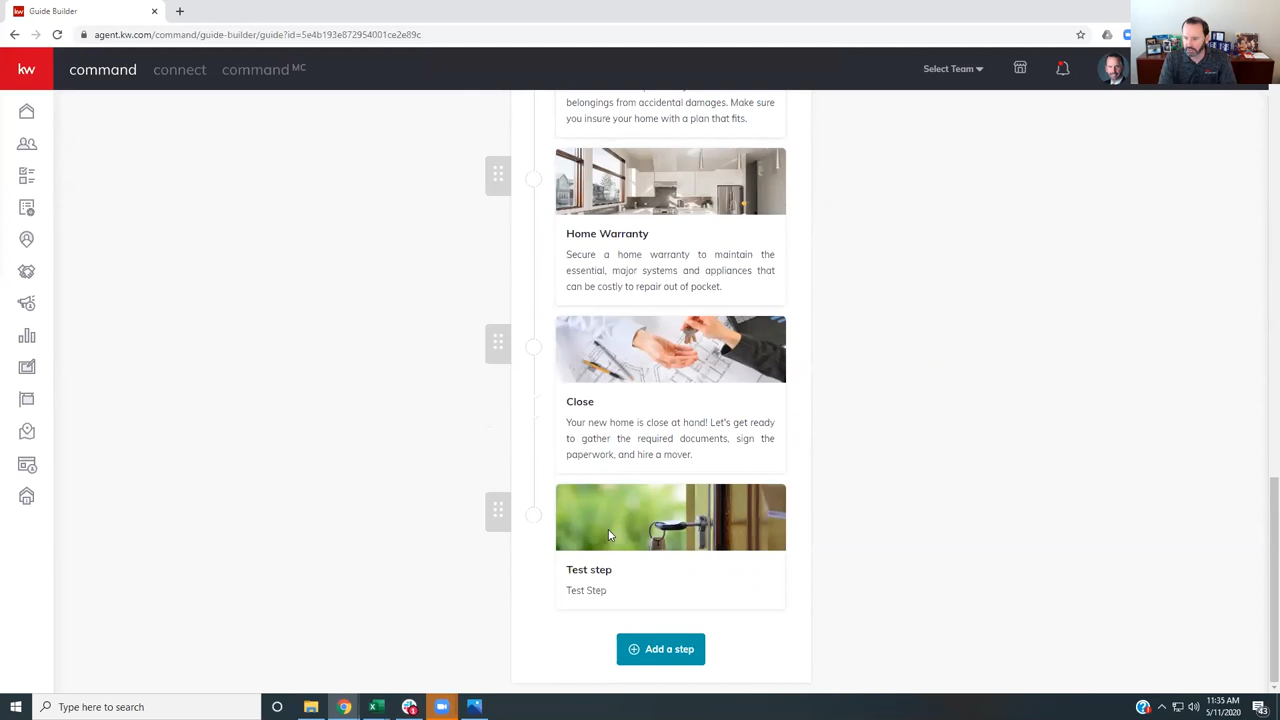 kw Guide Builder
agent.kw.com/command/guide-builder/guide?id=5e4b193e872954001ce2e89c
kw command connect command MC Select Team
belongings from accidental damages. Make sure
you insure your home with a plan that fits.
Home Warranty
Secure a home warranty to maintain the
essential, major systems and appliances that
can be costly to repair out of pocket.
Close
Your new home is close at hand! Let's get ready
to gather the required documents, sign the
paperwork, and hire a mover.
Test step
Test Step
Add a step
Type here to search
11:35 AM
5/11/2020
43